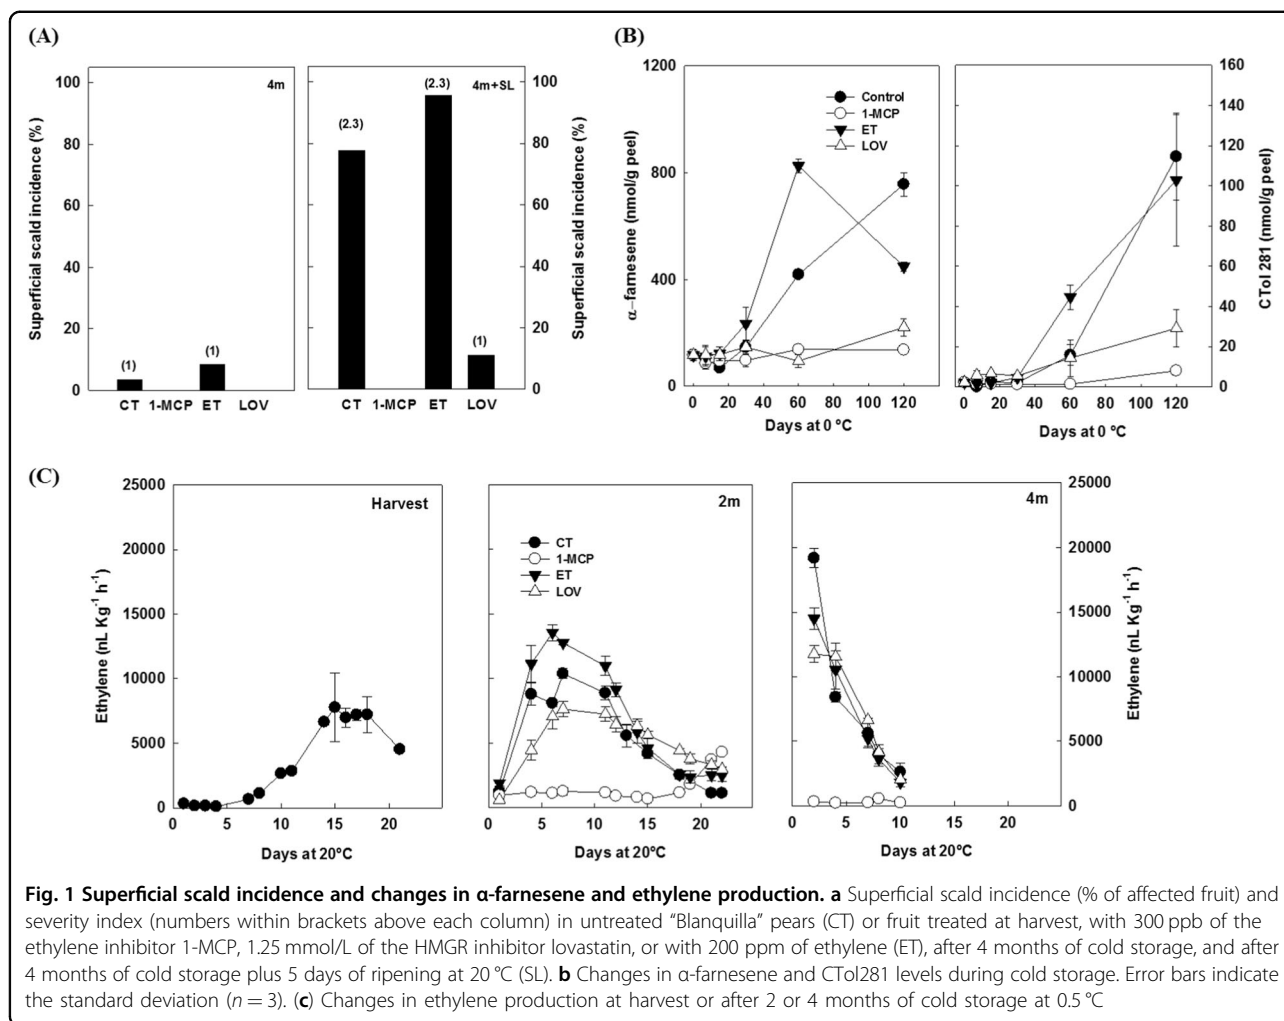 (A)
Superficial scald incidence (%)
100
80
60
40
20
0
4m
(1)
(1)
CT 1-MCP ET LOV
4m+SL
(2.3)
(2.3)
(1)
CT 1-MCP ET LOV
100
80
60
40
20
0
Superficial scald incidence (%)
(B)
α-farnesene (nmol/g peel)
1200
800
400
0
Control
1-MCP
ET
LOV
0 20 40 60 80 100 120
Days at 0 ºC
0 20 40 60 80 100 120
Days at 0 ºC
160
140
120
100
80
60
40
20
0
CTol 281 (nmol/g peel)
(C)
Ethylene (nL Kg⁻¹ h⁻¹)
25000
20000
15000
10000
5000
0
Harvest
0 5 10 15 20
Days at 20ºC
2m
CT
1-MCP
ET
LOV
0 5 10 15 20
Days at 20ºC
4m
0 5 10 15 20
Days at 20ºC
25000
20000
15000
10000
5000
0
Ethylene (nL Kg⁻¹ h⁻¹)
Fig. 1 Superficial scald incidence and changes in α-farnesene and ethylene production. a Superficial scald incidence (% of affected fruit) and
severity index (numbers within brackets above each column) in untreated "Blanquilla" pears (CT) or fruit treated at harvest, with 300 ppb of the
ethylene inhibitor 1-MCP, 1.25 mmol/L of the HMGR inhibitor lovastatin, or with 200 ppm of ethylene (ET), after 4 months of cold storage, and after
4 months of cold storage plus 5 days of ripening at 20 °C (SL). b Changes in α-farnesene and CTol281 levels during cold storage. Error bars indicate
the standard deviation (n = 3). (c) Changes in ethylene production at harvest or after 2 or 4 months of cold storage at 0.5 °C